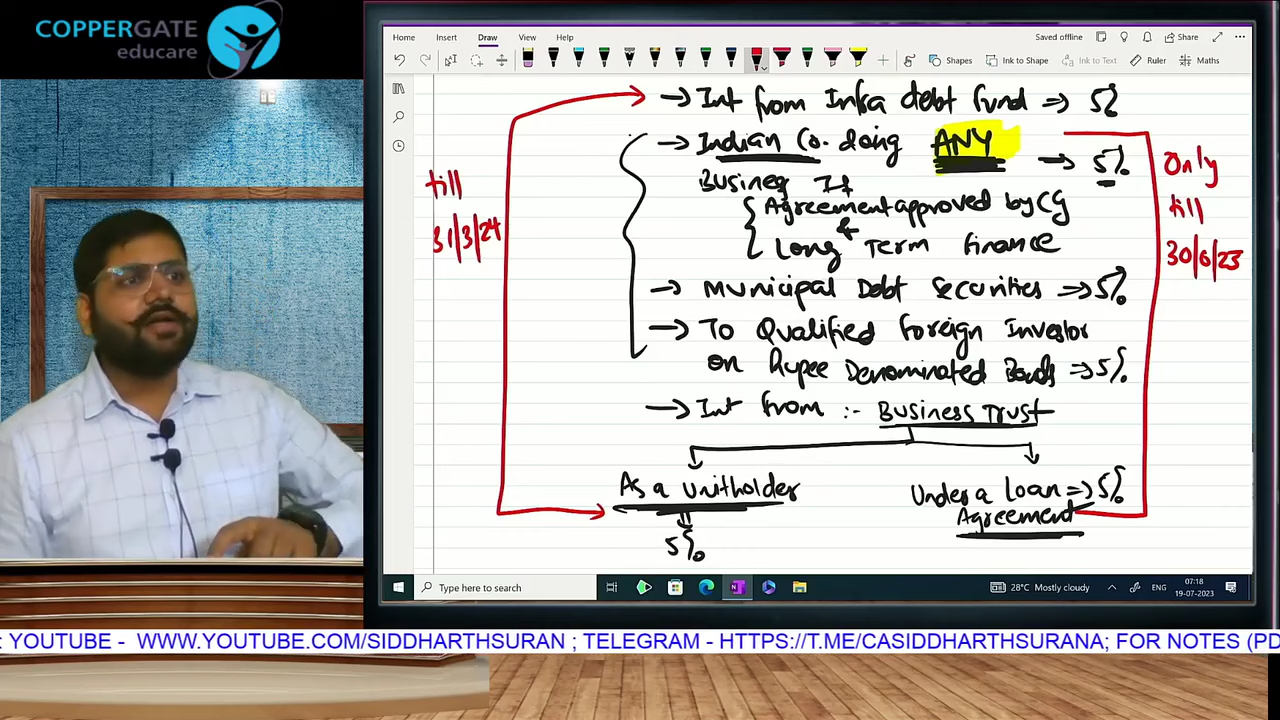 COPPERGATE
educare
Home Insert Draw View Help
Saved offline
Share
Shapes
Ink to Shape
Ink to Text
Ruler
Maths
→ Int from Infra debt fund ⇒ 5%
→ Indian Co. doing ANY → 5%
Business If
Agreement approved by CG
&
Long Term finance
→ Municipal Debt Securities ⇒ 5%
→ To Qualified Foreign Investor
on Rupee Denominated Bonds ⇒ 5%
→ Int from :- Business Trust
As a Unitholder
5%
Under a loan ⇒ 5%
Agreement
till
31/3/24
Only
till
30/6/23
Type here to search
28°C Mostly cloudy
ENG
07:18
19-07-2023
: YOUTUBE - WWW.YOUTUBE.COM/SIDDHARTHSURAN ; TELEGRAM - HTTPS://T.ME/CASIDDHARTHSURANA; FOR NOTES (PD